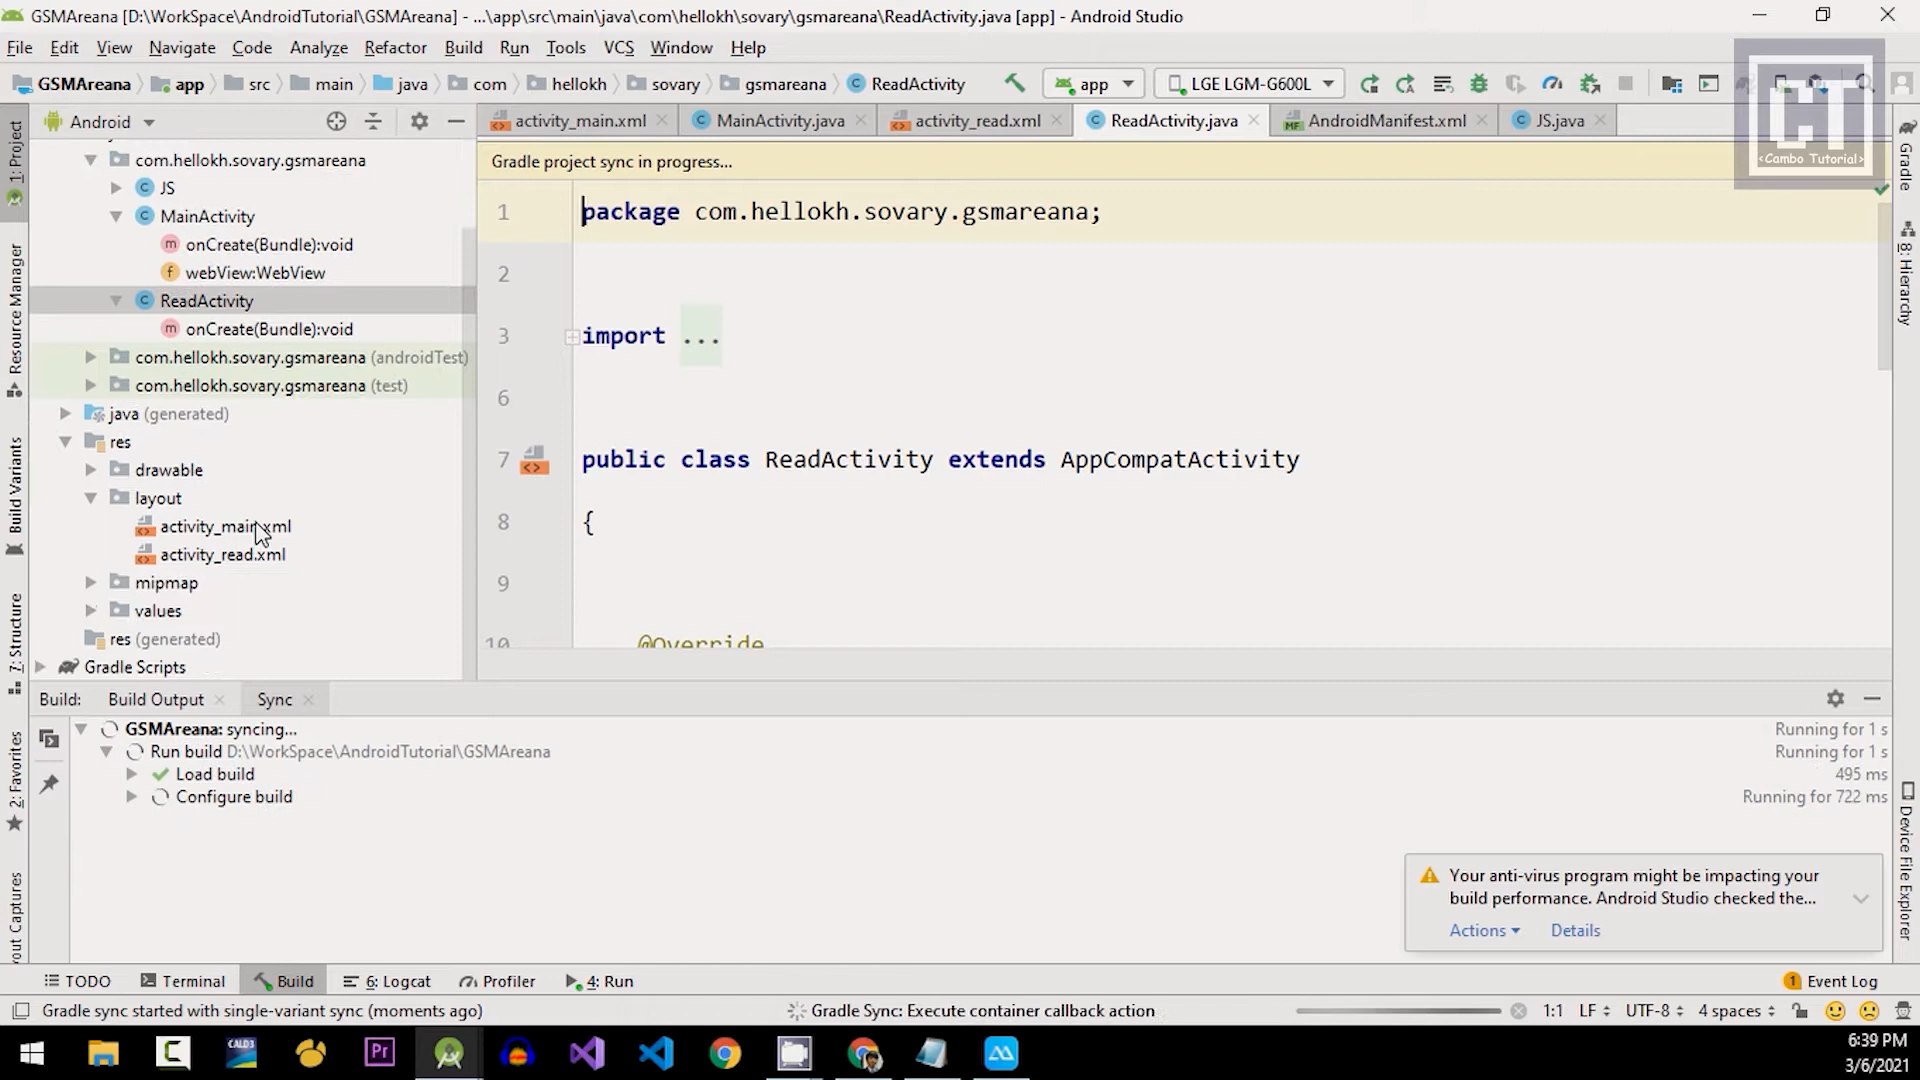 GSMAreana [D:\WorkSpace\AndroidTutorial\GSMAreana] - ...\app\src\main\java\com\hellokh\sovary\gsmareana\ReadActivity.java [app] - Android Studio
File Edit View Navigate Code Analyze Refactor Build Run Tools VCS Window Help
GSMAreana app src main java com hellokh sovary gsmareana ReadActivity app LGE LGM-G600L
CT
<Cambo Tutorial>
Android
activity_main.xml MainActivity.java activity_read.xml ReadActivity.java AndroidManifest.xml JS.java
1: Project
Resource Manager
Build Variants
7: Structure
2: Favorites
out Captures
com.hellokh.sovary.gsmareana
JS
MainActivity
onCreate(Bundle):void
webView:WebView
ReadActivity
onCreate(Bundle):void
com.hellokh.sovary.gsmareana (androidTest)
com.hellokh.sovary.gsmareana (test)
java (generated)
res
drawable
layout
activity_main.xml
activity_read.xml
mipmap
values
res (generated)
Gradle Scripts
Gradle project sync in progress...
1 package com.hellokh.sovary.gsmareana;
2
3 import ...
6
7 public class ReadActivity extends AppCompatActivity
8 {
9
10 @Override
Gradle
8: Hierarchy
Device File Explorer
Build: Build Output Sync
GSMAreana: syncing... Running for 1 s
Run build D:\WorkSpace\AndroidTutorial\GSMAreana Running for 1 s
Load build 495 ms
Configure build Running for 722 ms
Your anti-virus program might be impacting your
build performance. Android Studio checked the...
Actions Details
TODO Terminal Build 6: Logcat Profiler 4: Run 1 Event Log
Gradle sync started with single-variant sync (moments ago) Gradle Sync: Execute container callback action 1:1 LF UTF-8 4 spaces
C CALD3 Pr
6:39 PM
3/6/2021